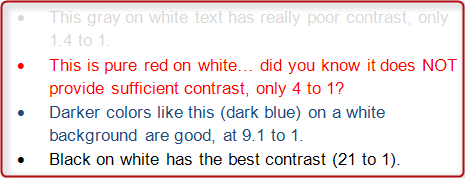 • This gray on white text has really poor contrast, only
1.4 to 1.
• This is pure red on white… did you know it does NOT
provide sufficient contrast, only 4 to 1?
• Darker colors like this (dark blue) on a white
background are good, at 9.1 to 1.
• Black on white has the best contrast (21 to 1).